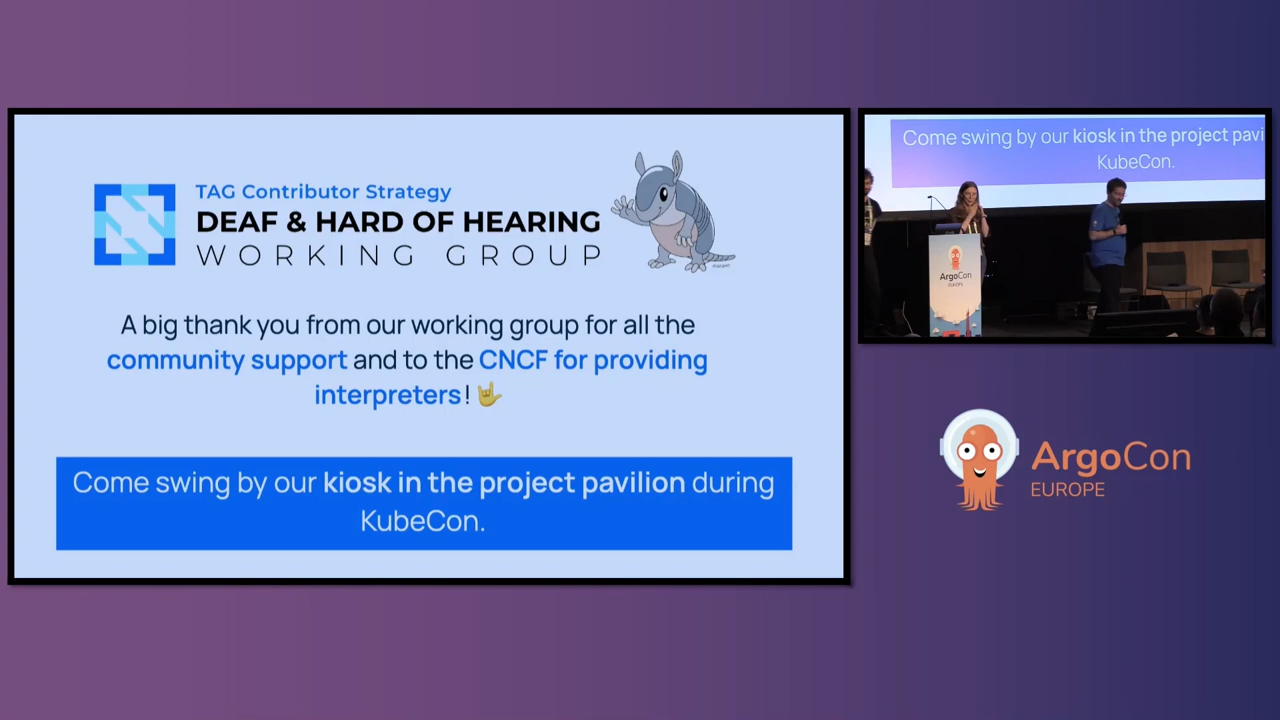 TAG Contributor Strategy
DEAF & HARD OF HEARING
WORKING GROUP
A big thank you from our working group for all the
community support and to the CNCF for providing
interpreters! 🤟
Come swing by our kiosk in the project pavilion during
KubeCon.
Come swing by our kiosk in the project pavi
KubeCon.
ArgoCon
EUROPE
ArgoCon
EUROPE